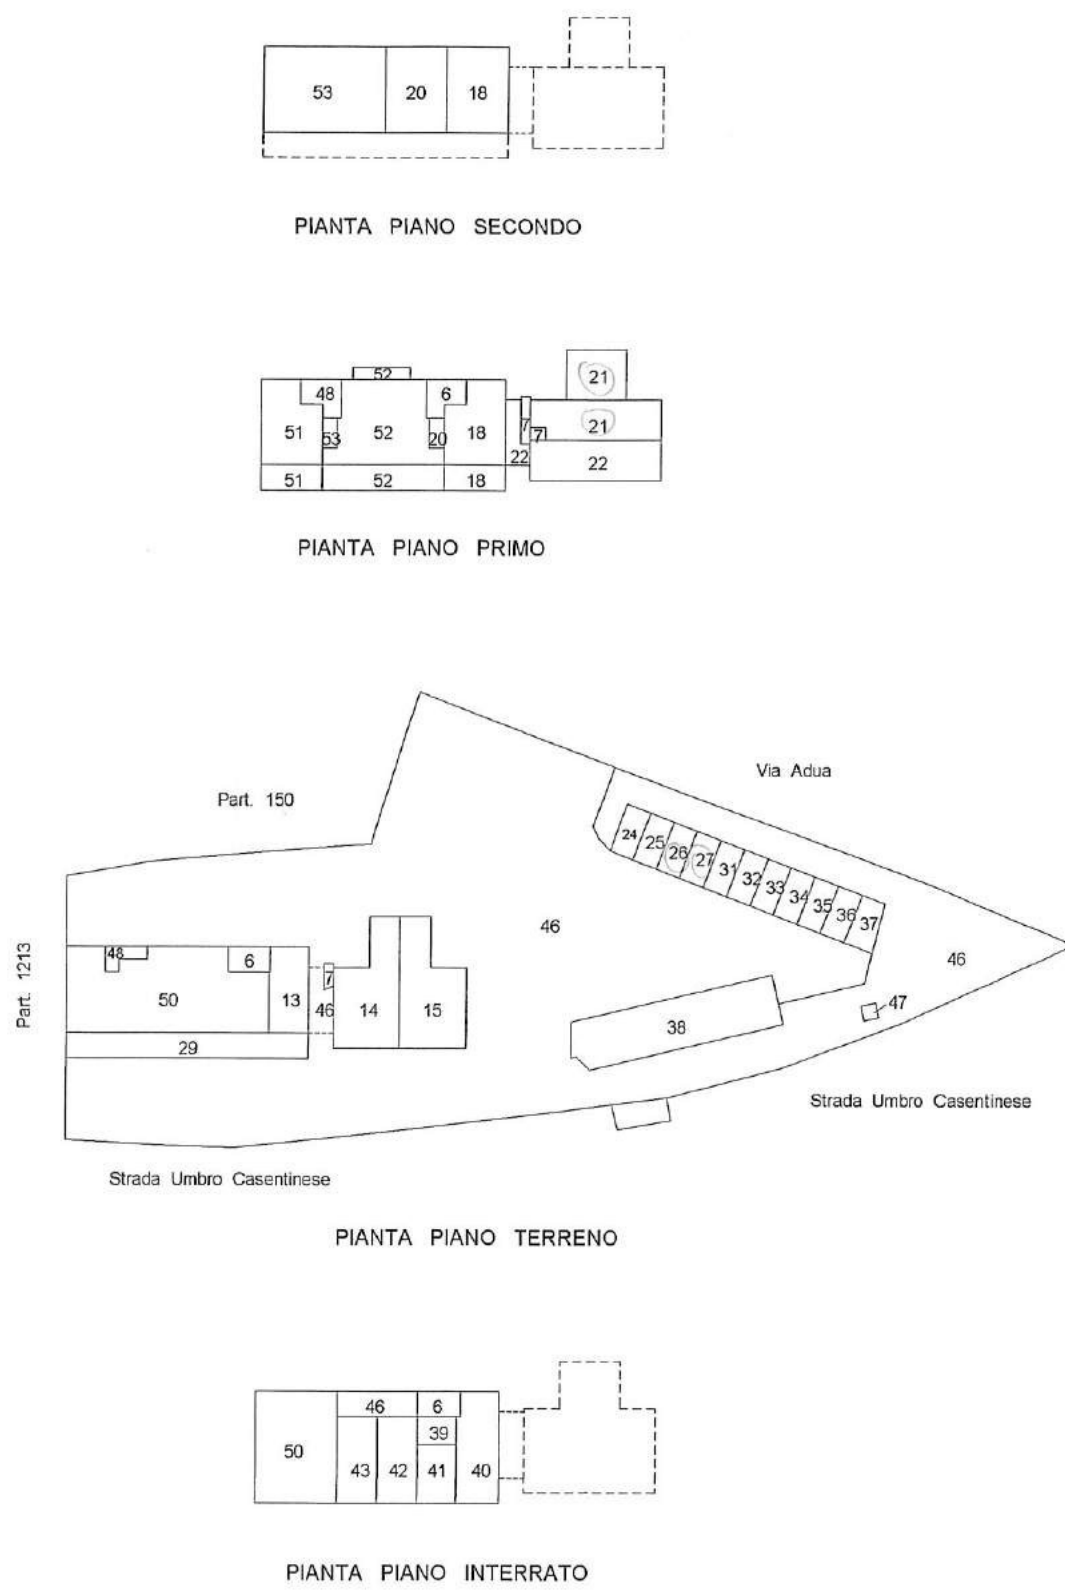 53 20 18
PIANTA PIANO SECONDO
52
48 6 21
51 53 52 20 18 7 7 21
22 22
51 52 18
PIANTA PIANO PRIMO
Via Adua
Part. 150
24 25 26 27 31 32 33 34 35 36 37
46
46
Part. 1213
48 6 7
50 13 46 14 15
47
38
29
Strada Umbro Casentinese
Strada Umbro Casentinese
PIANTA PIANO TERRENO
46 6
39
50 43 42 41 40
PIANTA PIANO INTERRATO